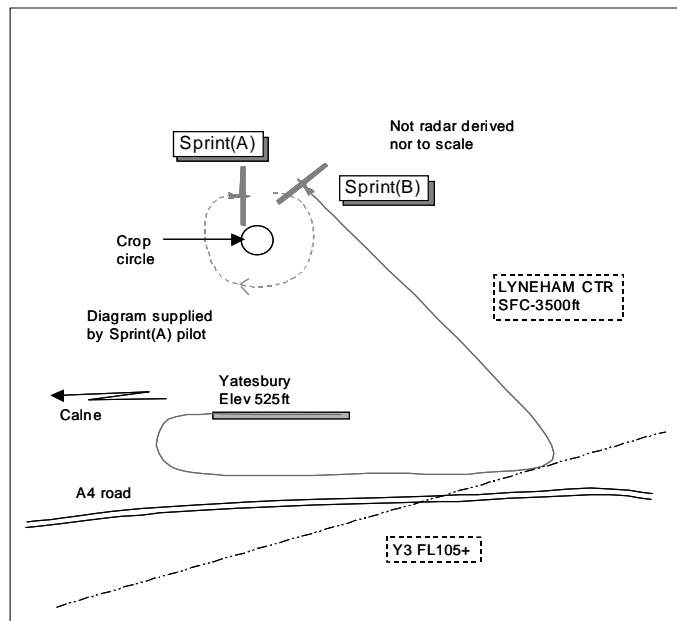 Not radar derived
nor to scale
Sprint(A)
Sprint(B)
Crop
circle
LYNEHAM CTR
SFC-3500ft
Diagram supplied
by Sprint(A) pilot
Yatesbury
Elev 525ft
Calne
A4 road
Y3 FL105+